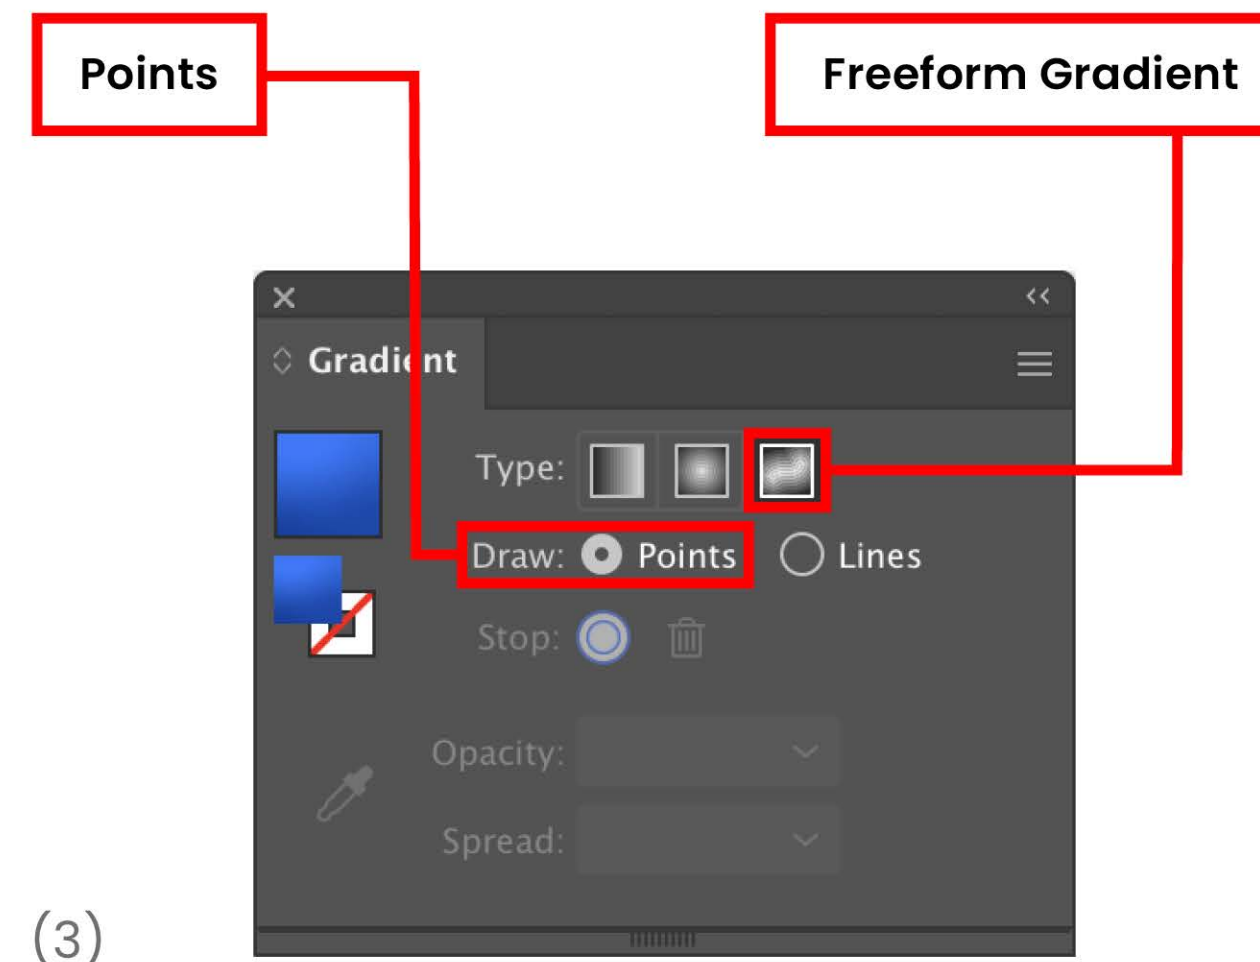 Points
Freeform Gradient
Gradient
Type:
Draw: Points Lines
Stop:
Opacity:
Spread:
(3)